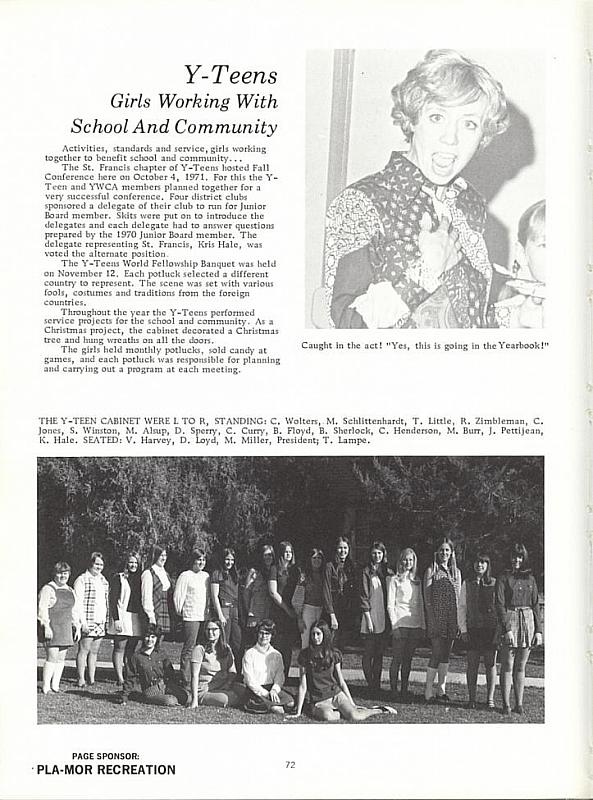 Y-Teens
Girls Working With
School And Community
Activities, standards and service, girls working
together to benefit school and community...
The St. Francis chapter of Y-Teens hosted Fall
Conference here on October 4, 1971. For this the Y-
Teen and YWCA members planned together for a
very successful conference. Four district clubs
sponsored a delegate of their club to run for Junior
Board member. Skits were put on to introduce the
delegates and each delegate had to answer questions
prepared by the 1970 Junior Board member. The
delegate representing St. Francis, Kris Hale, was
voted the alternate position.
The Y-Teens World Fellowship Banquet was held
on November 12. Each potluck selected a different
country to represent. The scene was set with various
fools, costumes and traditions from the foreign
countries.
Throughout the year the Y-Teens performed
service projects for the school and community. As a
Christmas project, the cabinet decorated a Christmas
tree and hung wreaths on all the doors.
The girls held monthly potlucks, sold candy at
games, and each potluck was responsible for planning
and carrying out a program at each meeting.
Caught in the act! "Yes, this is going in the Yearbook!"
THE Y-TEEN CABINET WERE L TO R, STANDING: C. Wolters, M. Schlittenhardt, T. Little, R. Zimbleman, C.
Jones, S. Winston, M. Alsup, D. Sperry, C. Curry, B. Floyd, B. Sherlock, C. Henderson, M. Burr, J. Pettijean,
K. Hale. SEATED: V. Harvey, D. Loyd, M. Miller, President; T. Lampe.
PAGE SPONSOR:
PLA-MOR RECREATION
72